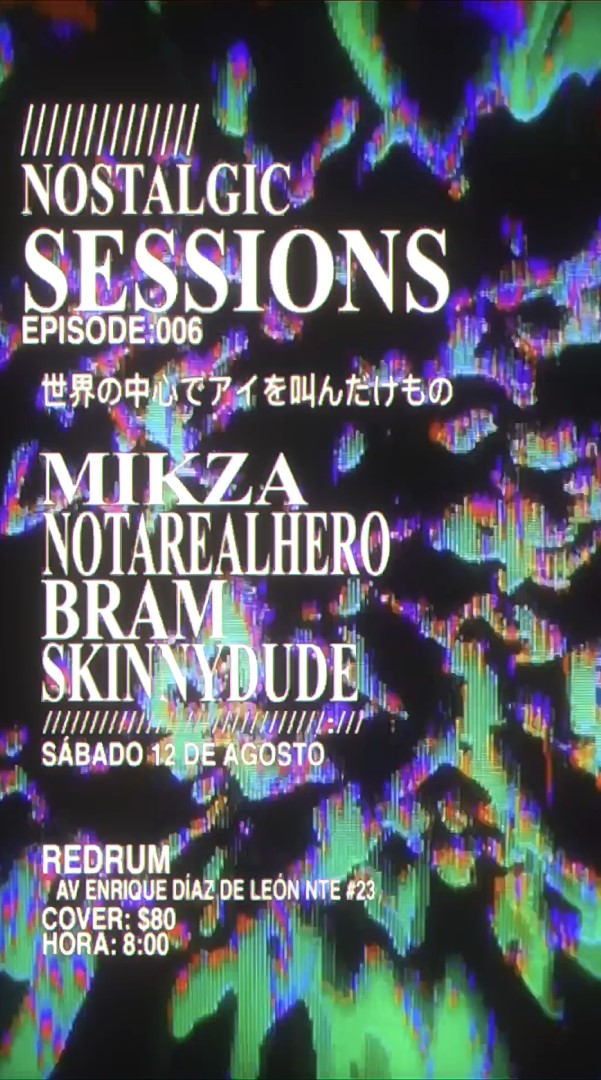 //////////////
NOSTALGIC
SESSIONS
EPISODE:006
世界の中心でアイを叫んだけもの
MIKZA
NOTAREALHERO
BRAM
SKINNYDUDE
SÁBADO 12 DE AGOSTO
REDRUM
AV ENRIQUE DÍAZ DE LEÓN NTE #23
COVER: $80
HORA: 8:00